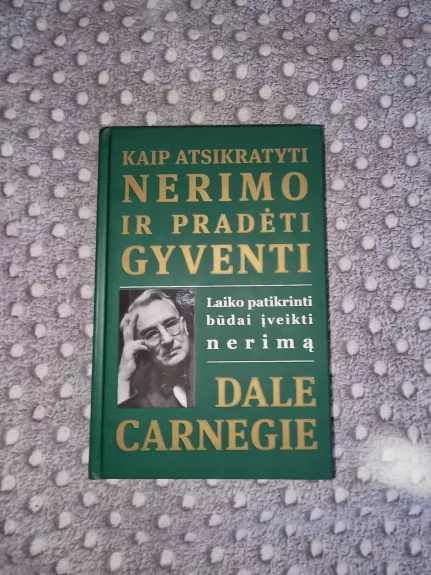 KAIP ATSIKRATYTI
NERIMO
IR PRADĖTI
GYVENTI
Laiko patikrinti
būdai įveikti
nerimą
DALE
CARNEGIE